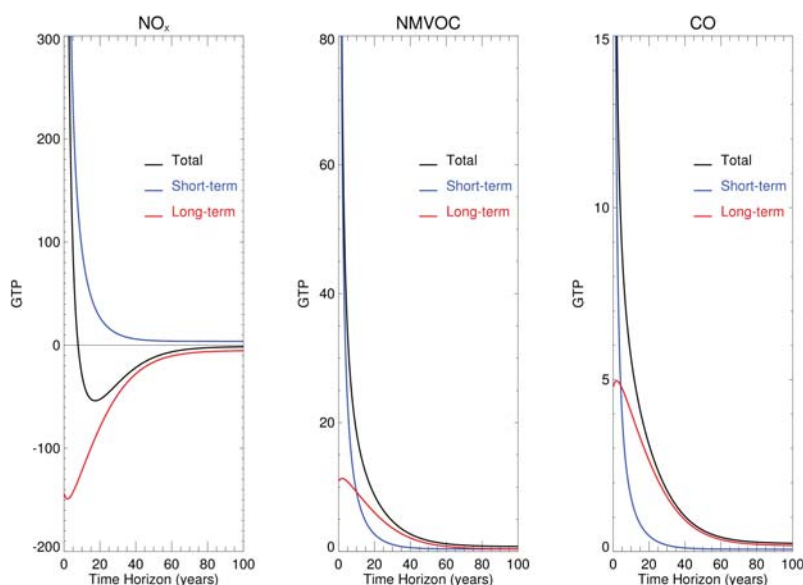 NOx
300
200
100
0
-100
-200
GTP
Total
Short-term
Long-term
0 20 40 60 80 100
Time Horizon (years)
NMVOC
80
60
40
20
0
GTP
Total
Short-term
Long-term
0 20 40 60 80 100
Time Horizon (years)
CO
15
10
5
0
GTP
Total
Short-term
Long-term
0 20 40 60 80 100
Time Horizon (years)